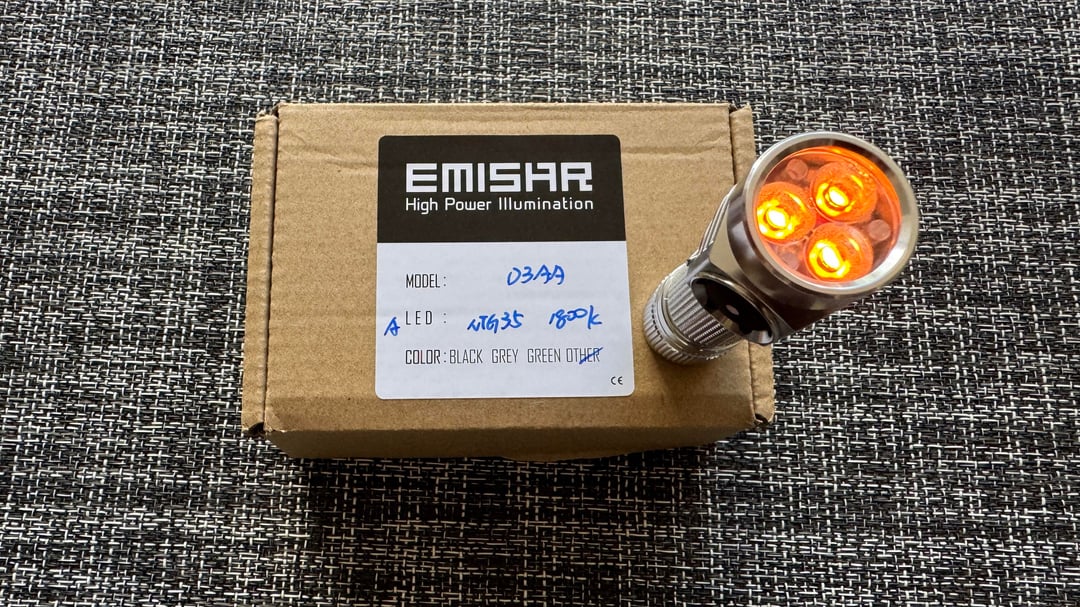 EMISAR
High Power Illumination
MODEL: D3AA
A LED: NTG35 1800K
COLOR: BLACK GREY GREEN OTHER
CE